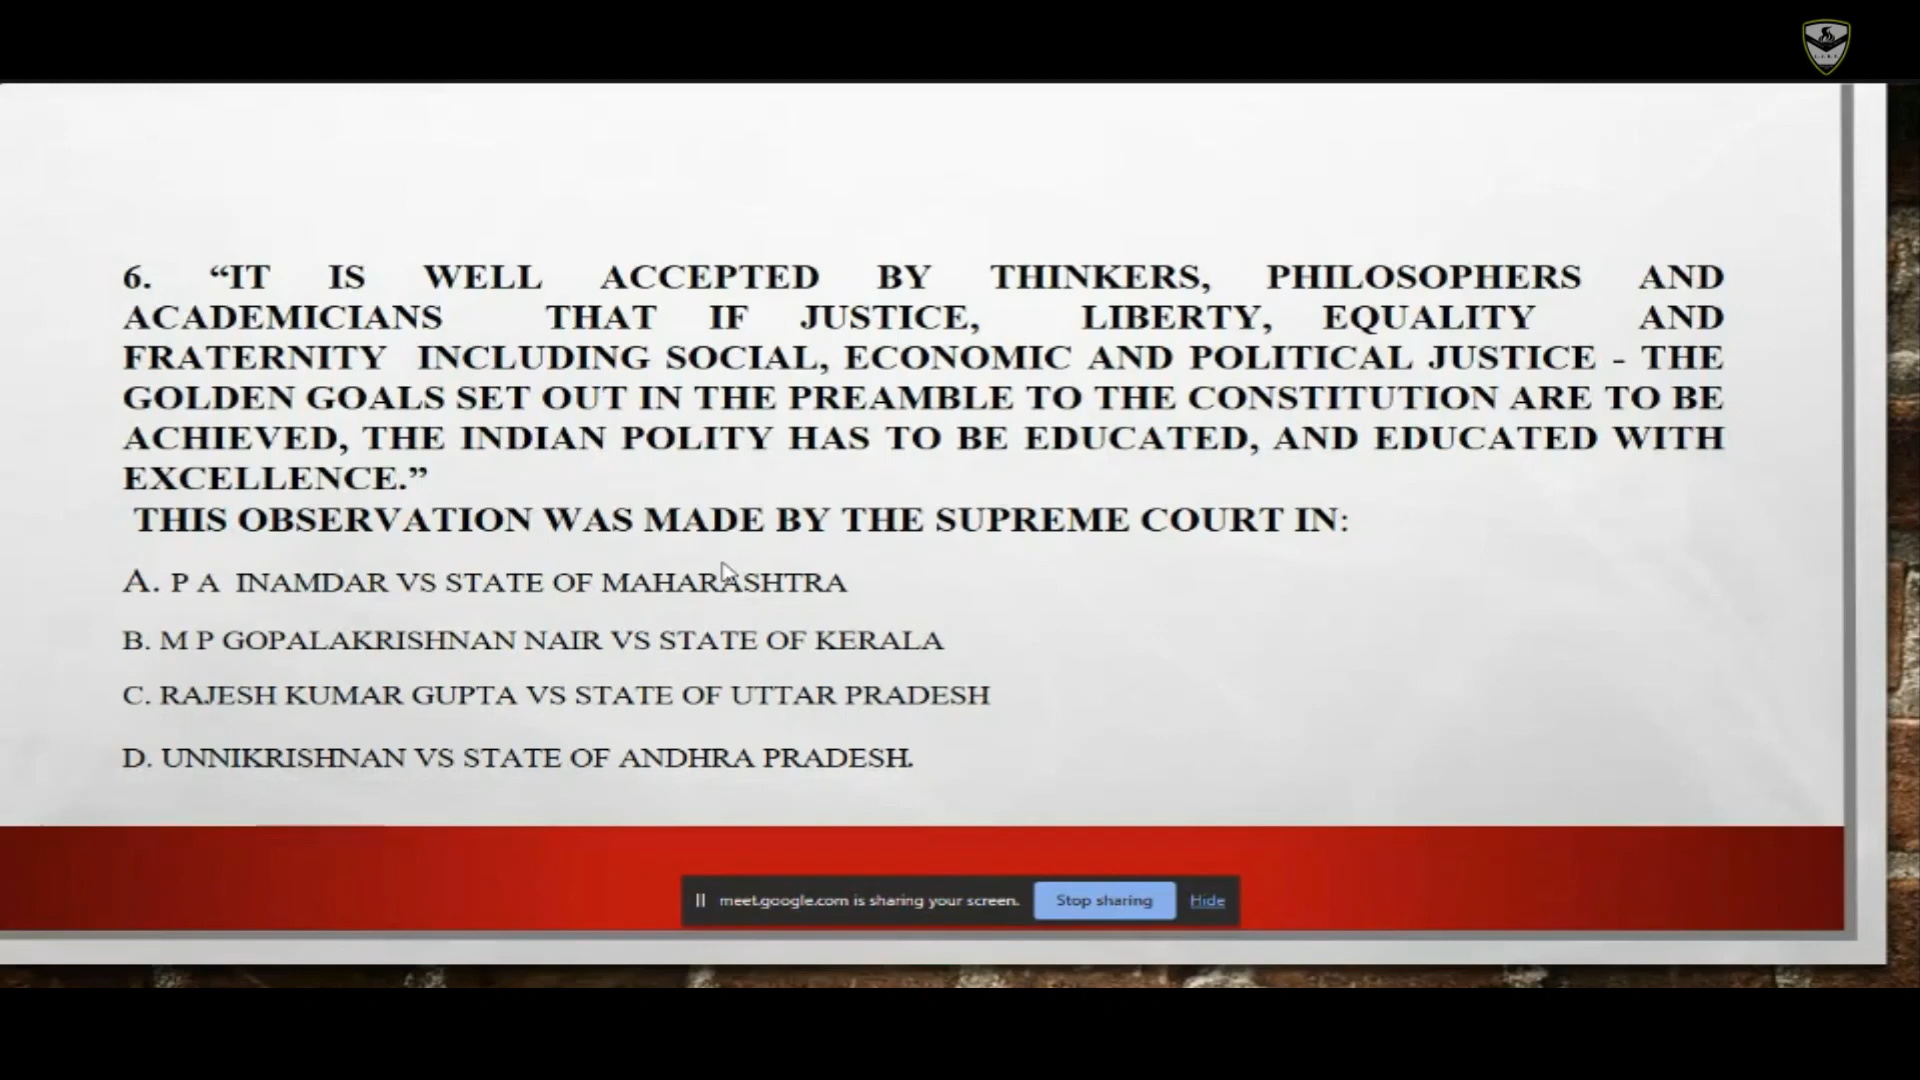 6. “IT IS WELL ACCEPTED BY THINKERS, PHILOSOPHERS AND
ACADEMICIANS THAT IF JUSTICE, LIBERTY, EQUALITY AND
FRATERNITY INCLUDING SOCIAL, ECONOMIC AND POLITICAL JUSTICE - THE
GOLDEN GOALS SET OUT IN THE PREAMBLE TO THE CONSTITUTION ARE TO BE
ACHIEVED, THE INDIAN POLITY HAS TO BE EDUCATED, AND EDUCATED WITH
EXCELLENCE.”
THIS OBSERVATION WAS MADE BY THE SUPREME COURT IN:
A. P A INAMDAR VS STATE OF MAHARASHTRA
B. M P GOPALAKRISHNAN NAIR VS STATE OF KERALA
C. RAJESH KUMAR GUPTA VS STATE OF UTTAR PRADESH
D. UNNIKRISHNAN VS STATE OF ANDHRA PRADESH.
meet.google.com is sharing your screen. Stop sharing Hide